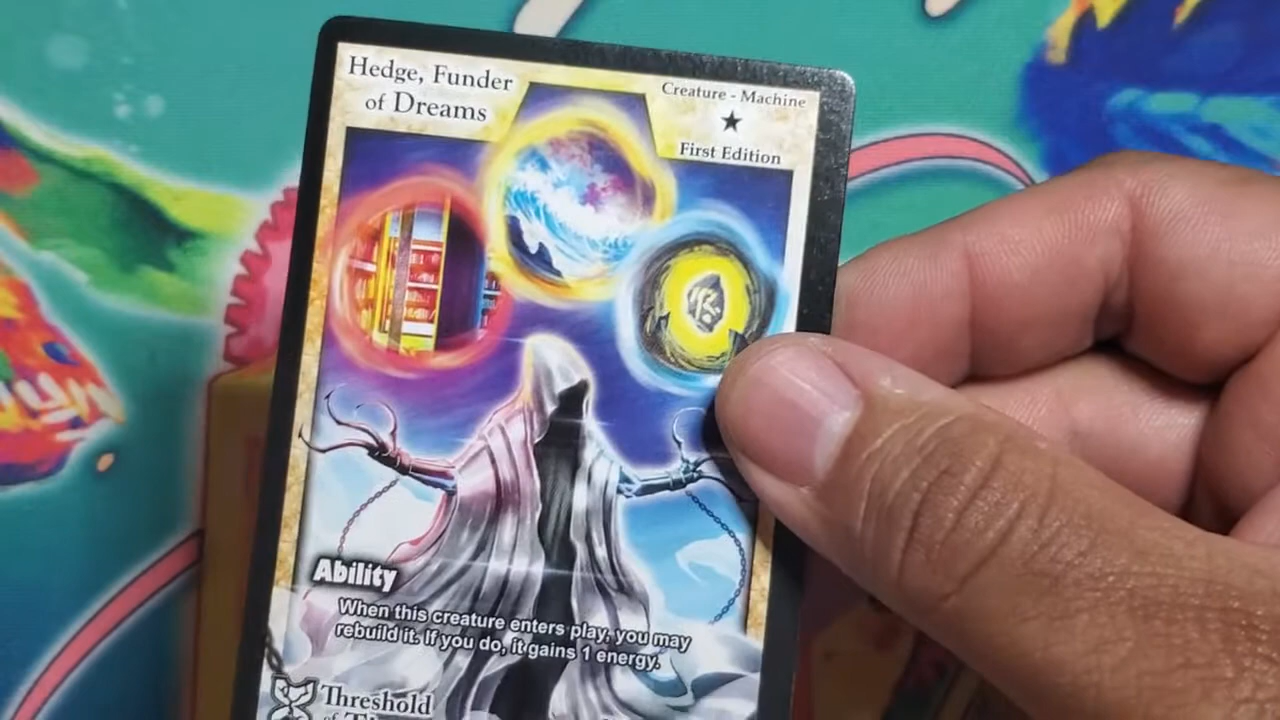 Hedge, Funder
of Dreams
Creature - Machine
★
First Edition
Ability
When this creature enters play, you may
rebuild it. If you do, it gains 1 energy.
Threshold
of